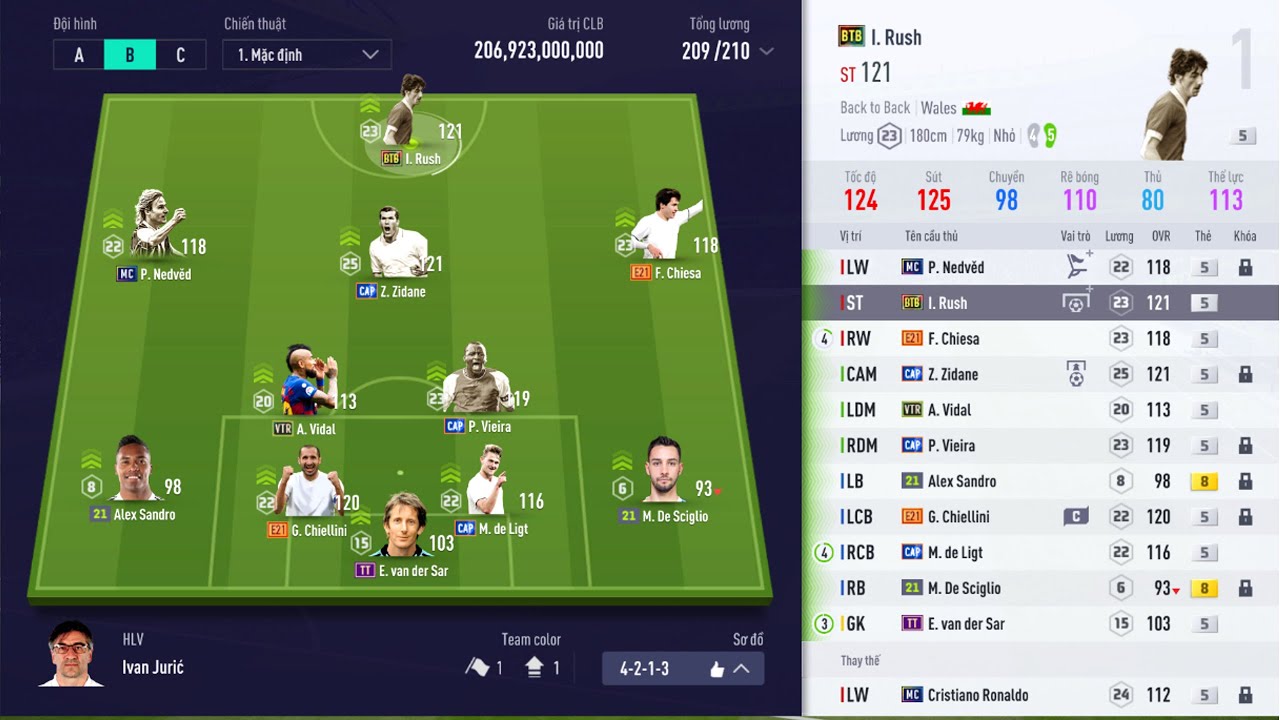 Đội hình
Chiến thuật
Giá trị CLB
Tổng lương
A B C
1. Mặc định
206,923,000,000
209 /210
23
121
BTB I. Rush
22
118
MC P. Nedvěd
25
121
CAP Z. Zidane
23
118
E21 F. Chiesa
20
113
VTR A. Vidal
23
119
CAP P. Vieira
8
98
21 Alex Sandro
22
120
E21 G. Chiellini
15
103
TT E. van der Sar
22
116
CAP M. de Ligt
6
93
21 M. De Sciglio
HLV
Ivan Jurić
Team color
1 1
Sơ đồ
4-2-1-3
BTB I. Rush
1
ST 121
Back to Back Wales
Lương 23 180cm 79kg Nhỏ 4 5
5
Tốc độ Sút Chuyền Rê bóng Thủ Thể lực
124 125 98 110 80 113
Vị trí Tên cầu thủ Vai trò Lương OVR Thẻ Khóa
LW MC P. Nedvěd 22 118 5
ST BTB I. Rush 23 121 5
4 RW E21 F. Chiesa 23 118 5
CAM CAP Z. Zidane 25 121 5
LDM VTR A. Vidal 20 113 5
RDM CAP P. Vieira 23 119 5
LB 21 Alex Sandro 8 98 8
LCB E21 G. Chiellini C 22 120 5
4 RCB CAP M. de Ligt 22 116 5
RB 21 M. De Sciglio 6 93 8
3 GK TT E. van der Sar 15 103 5
Thay thế
LW MC Cristiano Ronaldo 24 112 5